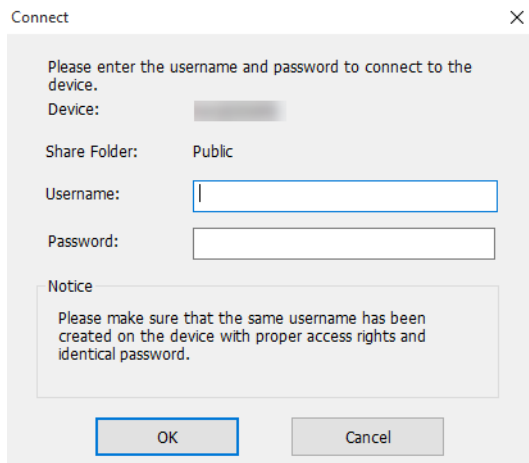 Connect
Please enter the username and password to connect to the
device.
Device:
Share Folder: Public
Username:
Password:
Notice
Please make sure that the same username has been
created on the device with proper access rights and
identical password.
OK Cancel